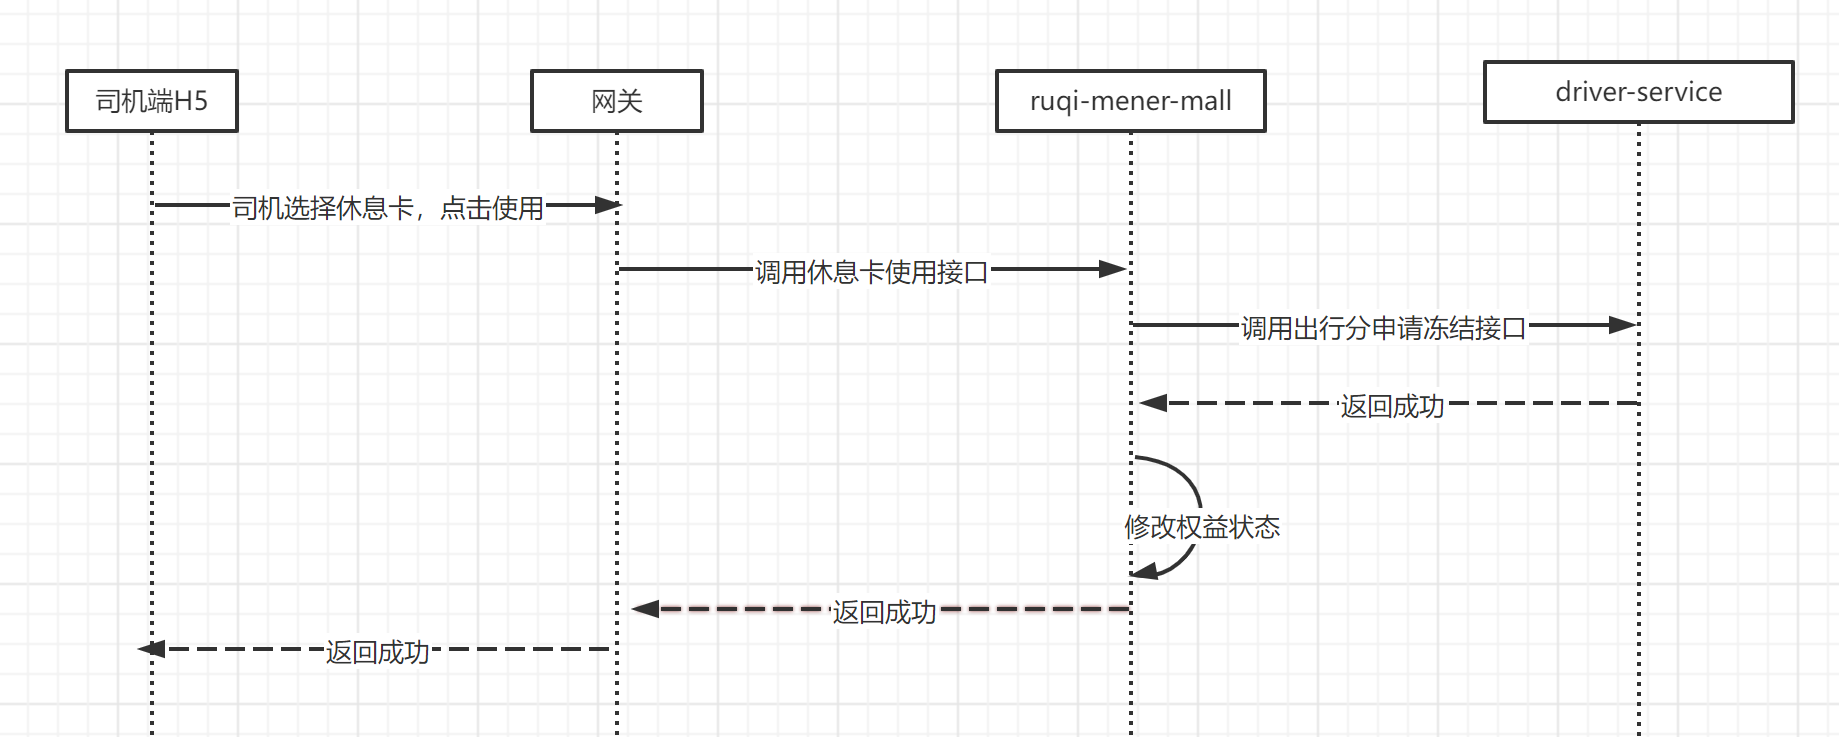 司机端H5
网关
ruqi-mener-mall
driver-service
司机选择休息卡，点击使用
调用休息卡使用接口
调用出行分申请冻结接口
返回成功
修改权益状态
返回成功
返回成功